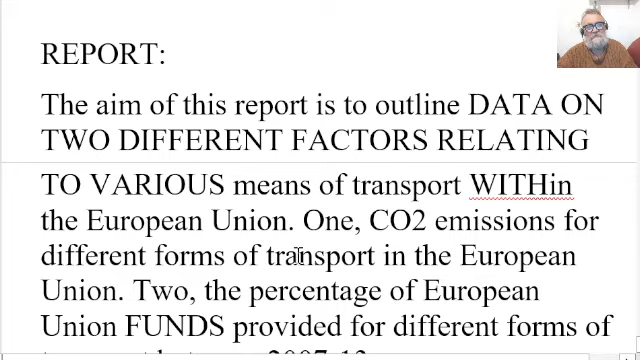 REPORT:
The aim of this report is to outline DATA ON
TWO DIFFERENT FACTORS RELATING
TO VARIOUS means of transport WITHin
the European Union. One, CO2 emissions for
different forms of transport in the European
Union. Two, the percentage of European
Union FUNDS provided for different forms of